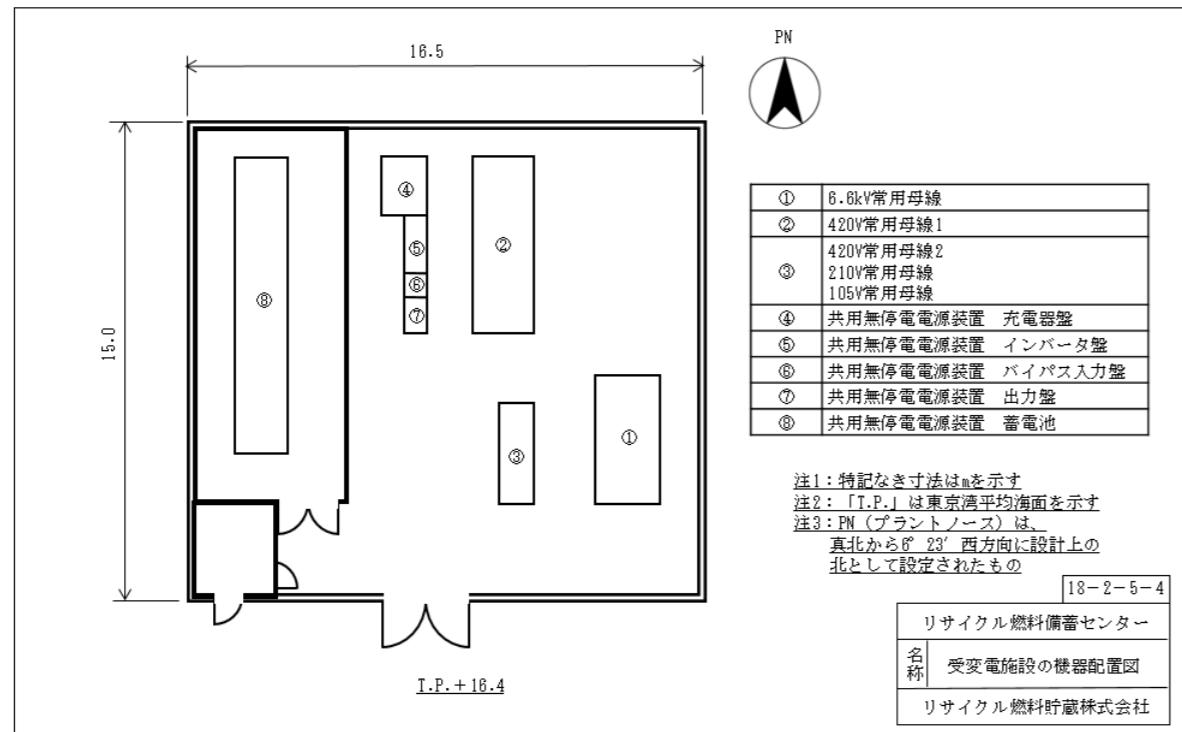 16.5
PN
15.0
④
⑤
②
⑥
⑦
⑧
③
①
T.P.+16.4
① 6.6kV常用母線
② 420V常用母線1
③ 420V常用母線2
210V常用母線
105V常用母線
④ 共用無停電電源装置 充電器盤
⑤ 共用無停電電源装置 インバータ盤
⑥ 共用無停電電源装置 バイパス入力盤
⑦ 共用無停電電源装置 出力盤
⑧ 共用無停電電源装置 蓄電池
注1:特記なき寸法はmを示す
注2:「T.P.」は東京湾平均海面を示す
注3:PN(プラントノース)は、
真北から6° 23′ 西方向に設計上の
北として設定されたもの
18-2-5-4
リサイクル燃料備蓄センター
名称 受変電施設の機器配置図
リサイクル燃料貯蔵株式会社